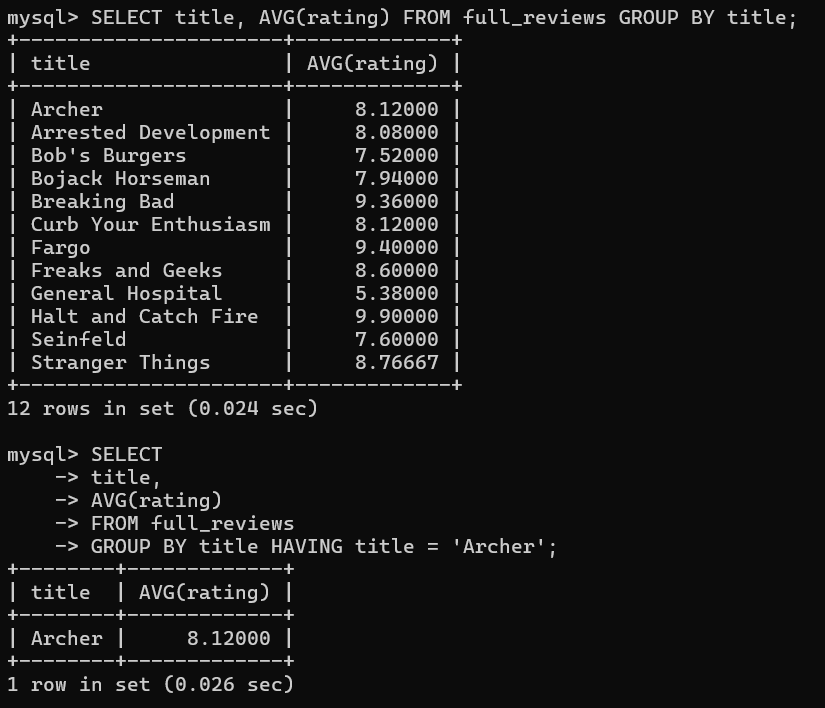 mysql> SELECT title, AVG(rating) FROM full_reviews GROUP BY title;
+----------------------+-------------+
| title                | AVG(rating) |
+----------------------+-------------+
| Archer               |     8.12000 |
| Arrested Development |     8.08000 |
| Bob's Burgers        |     7.52000 |
| Bojack Horseman      |     7.94000 |
| Breaking Bad         |     9.36000 |
| Curb Your Enthusiasm |     8.12000 |
| Fargo                |     9.40000 |
| Freaks and Geeks     |     8.60000 |
| General Hospital     |     5.38000 |
| Halt and Catch Fire  |     9.90000 |
| Seinfeld             |     7.60000 |
| Stranger Things      |     8.76667 |
+----------------------+-------------+
12 rows in set (0.024 sec)

mysql> SELECT
    -> title,
    -> AVG(rating)
    -> FROM full_reviews
    -> GROUP BY title HAVING title = 'Archer';
+--------+-------------+
| title  | AVG(rating) |
+--------+-------------+
| Archer |     8.12000 |
+--------+-------------+
1 row in set (0.026 sec)